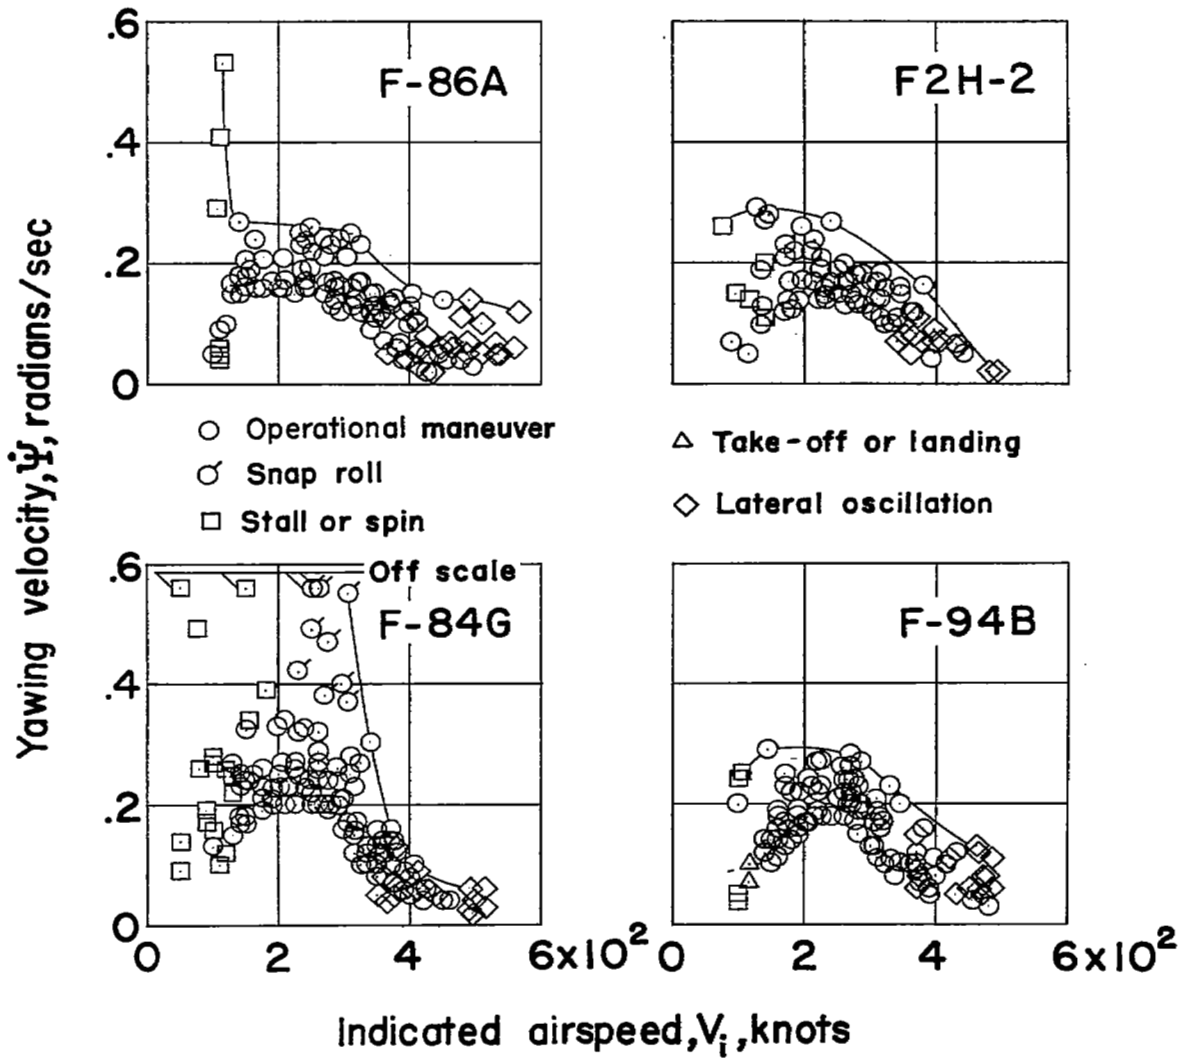 .6
.4
.2
0
F-86A
F2H-2
Yawing velocity, Ψ̇, radians/sec
Operational maneuver
Snap roll
Stall or spin
Take-off or landing
Lateral oscillation
.6
.4
.2
0
Off scale
F-84G
F-94B
0 2 4 6x10²
0 2 4 6x10²
Indicated airspeed, Vᵢ, knots